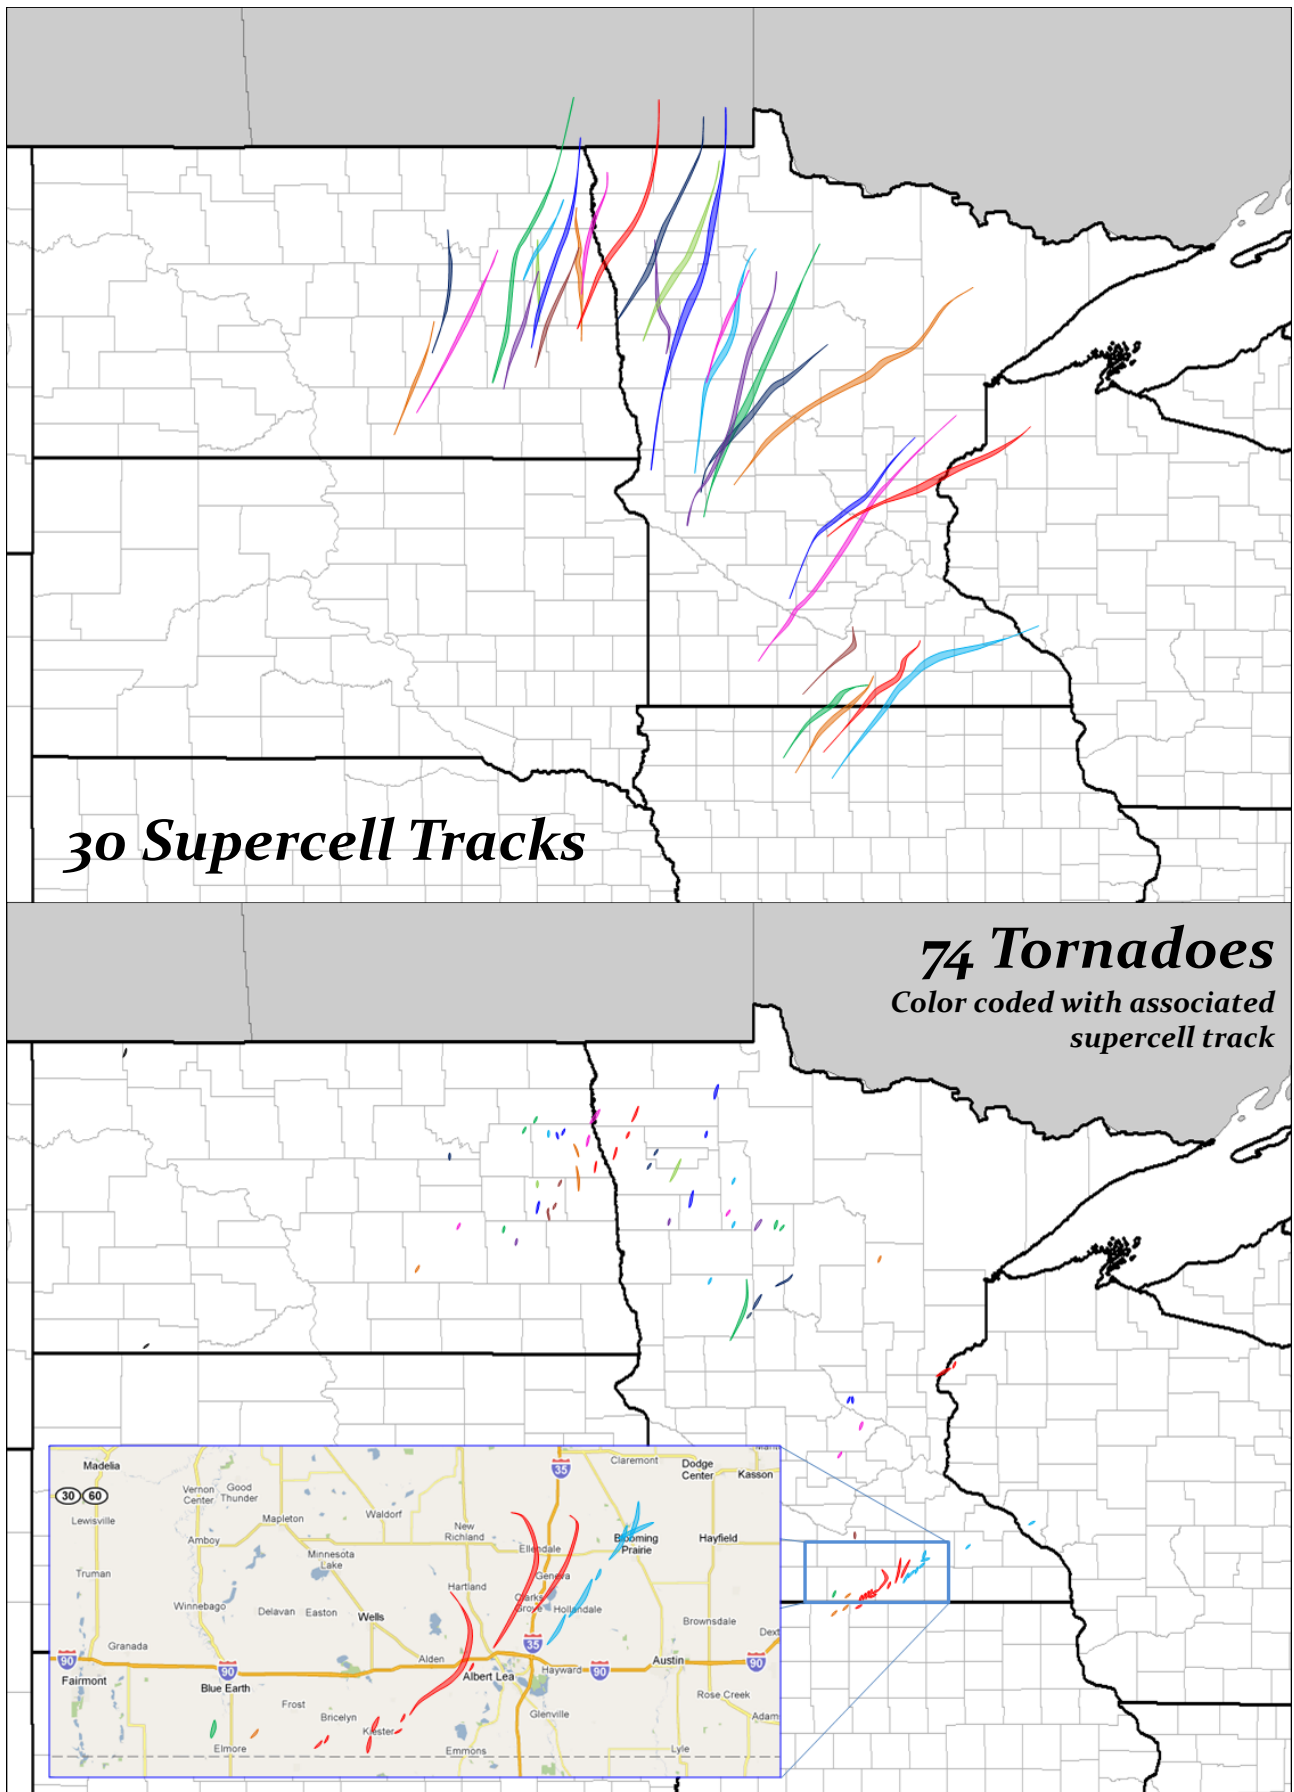 30 Supercell Tracks
74 Tornadoes
Color coded with associated
supercell track
Madelia
30 60
Lewisville
Vernon
Center
Good
Thunder
Mapleton
Waldorf
New
Richland
35
Claremont
Dodge
Center
Kasson
Amboy
Minnesota
Lake
Ellendale
Blooming
Prairie
Hayfield
Truman
Geneva
Hartland
Clarks
Grove
Hollandale
Winnebago
Delavan
Easton
Wells
Brownsdale
Granada
Alden
35
Austin
90
Fairmont
90
Blue Earth
Albert Lea
Hayward
90
90
Frost
Bricelyn
Kiester
Glenville
Rose Creek
Adam
Elmore
Emmons
Lyle